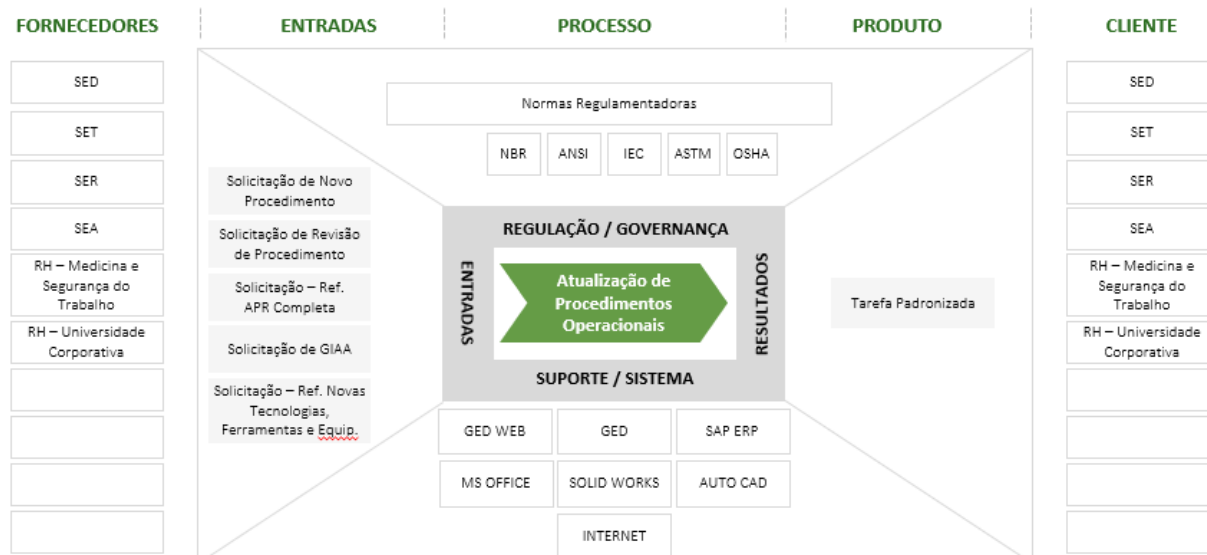 FORNECEDORES
ENTRADAS
PROCESSO
PRODUTO
CLIENTE
SED
SET
SER
SEA
RH – Medicina e
Segurança do
Trabalho
RH – Universidade
Corporativa
Solicitação de Novo
Procedimento
Solicitação de Revisão
de Procedimento
Solicitação – Ref.
APR Completa
Solicitação de GIAA
Solicitação – Ref. Novas
Tecnologias,
Ferramentas e Equip.
Normas Regulamentadoras
NBR
ANSI
IEC
ASTM
OSHA
REGULAÇÃO / GOVERNANÇA
ENTRADAS
Atualização de
Procedimentos
Operacionais
RESULTADOS
SUPORTE / SISTEMA
GED WEB
GED
SAP ERP
MS OFFICE
SOLID WORKS
AUTO CAD
INTERNET
Tarefa Padronizada
SED
SET
SER
SEA
RH – Medicina e
Segurança do
Trabalho
RH – Universidade
Corporativa